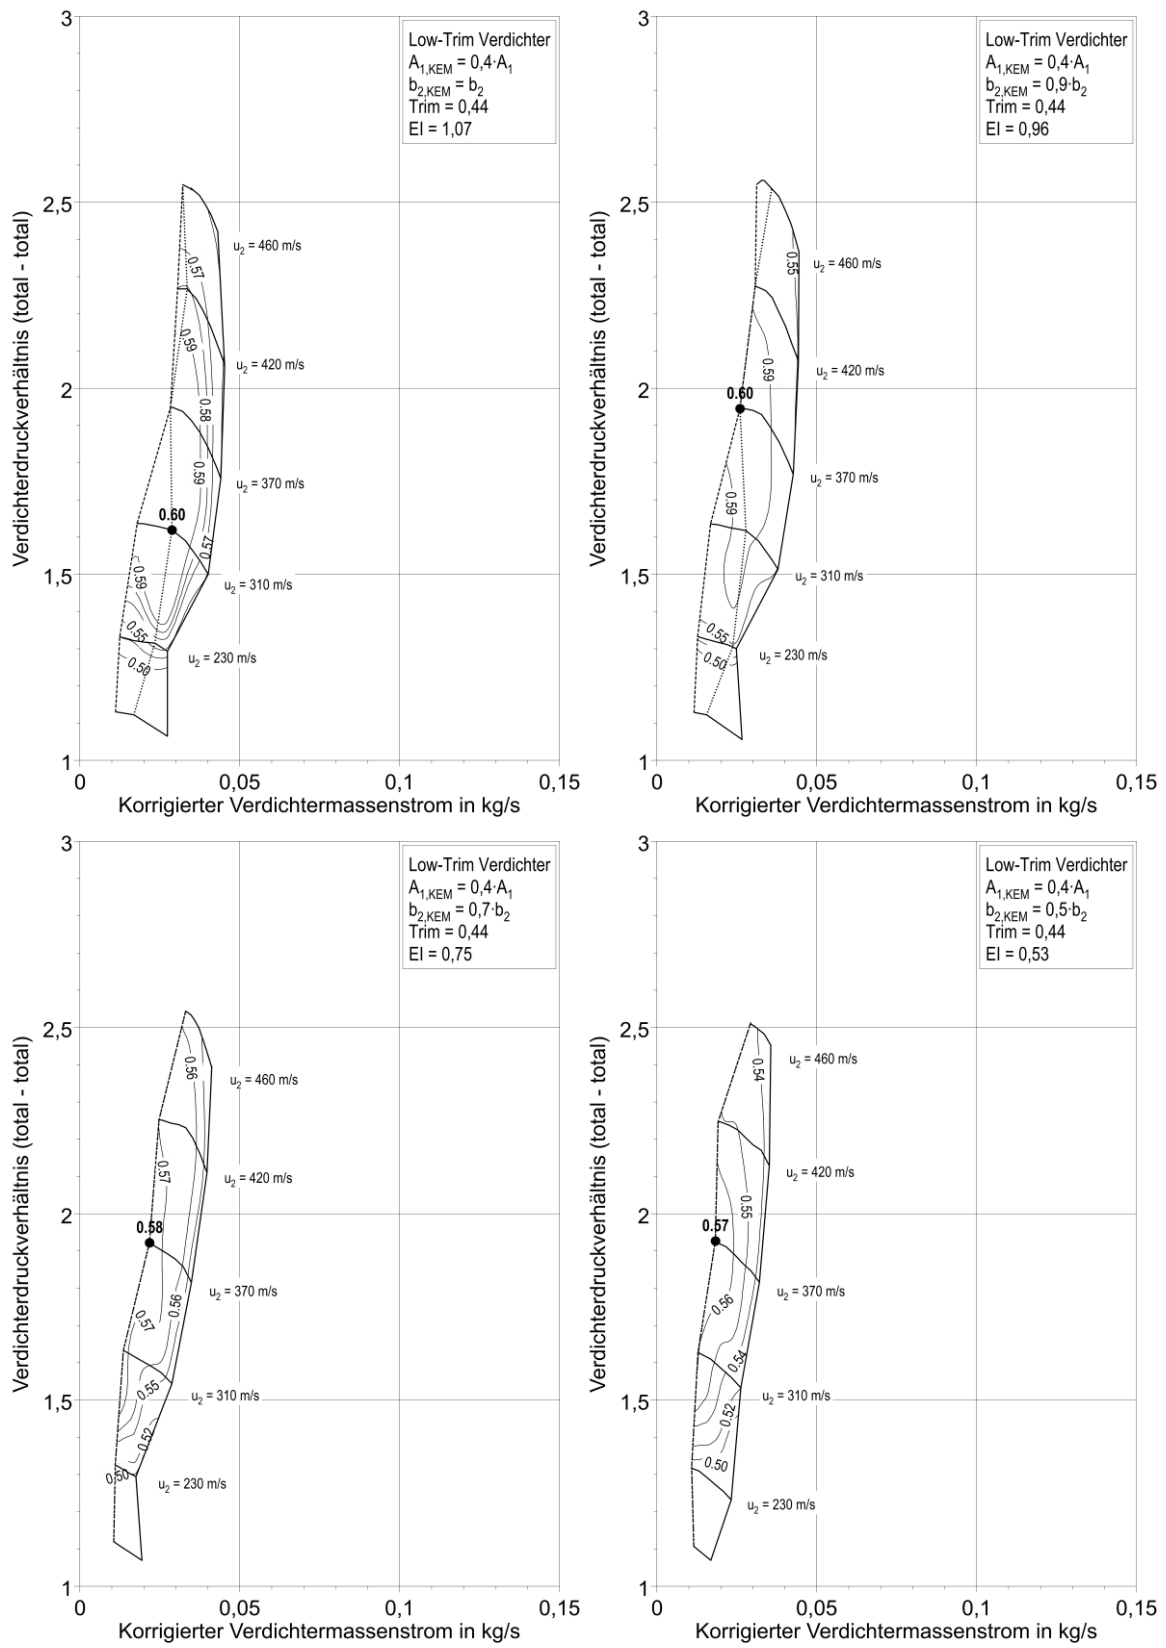 3
Low-Trim Verdichter
A1,KEM = 0,4·A1
b2,KEM = b2
Trim = 0,44
EI = 1,07
2,5
2
1,5
1
Verdichterdruckverhältnis (total - total)
u2 = 460 m/s
u2 = 420 m/s
u2 = 370 m/s
u2 = 310 m/s
u2 = 230 m/s
0.57
0.59
0.58
0.59
0.60
0.57
0.59
0.55
0.50
0
0,05
0,1
0,15
Korrigierter Verdichtermassenstrom in kg/s
3
Low-Trim Verdichter
A1,KEM = 0,4·A1
b2,KEM = 0,9·b2
Trim = 0,44
EI = 0,96
2,5
2
1,5
1
Verdichterdruckverhältnis (total - total)
u2 = 460 m/s
u2 = 420 m/s
u2 = 370 m/s
u2 = 310 m/s
u2 = 230 m/s
0.55
0.59
0.60
0.59
0.55
0.50
0
0,05
0,1
0,15
Korrigierter Verdichtermassenstrom in kg/s
3
Low-Trim Verdichter
A1,KEM = 0,4·A1
b2,KEM = 0,7·b2
Trim = 0,44
EI = 0,75
2,5
2
1,5
1
Verdichterdruckverhältnis (total - total)
u2 = 460 m/s
u2 = 420 m/s
u2 = 370 m/s
u2 = 310 m/s
u2 = 230 m/s
0.56
0.57
0.58
0.56
0.57
0.55
0.52
0.50
0
0,05
0,1
0,15
Korrigierter Verdichtermassenstrom in kg/s
3
Low-Trim Verdichter
A1,KEM = 0,4·A1
b2,KEM = 0,5·b2
Trim = 0,44
EI = 0,53
2,5
2
1,5
1
Verdichterdruckverhältnis (total - total)
u2 = 460 m/s
u2 = 420 m/s
u2 = 370 m/s
u2 = 310 m/s
u2 = 230 m/s
0.54
0.55
0.57
0.56
0.54
0.52
0.50
0
0,05
0,1
0,15
Korrigierter Verdichtermassenstrom in kg/s